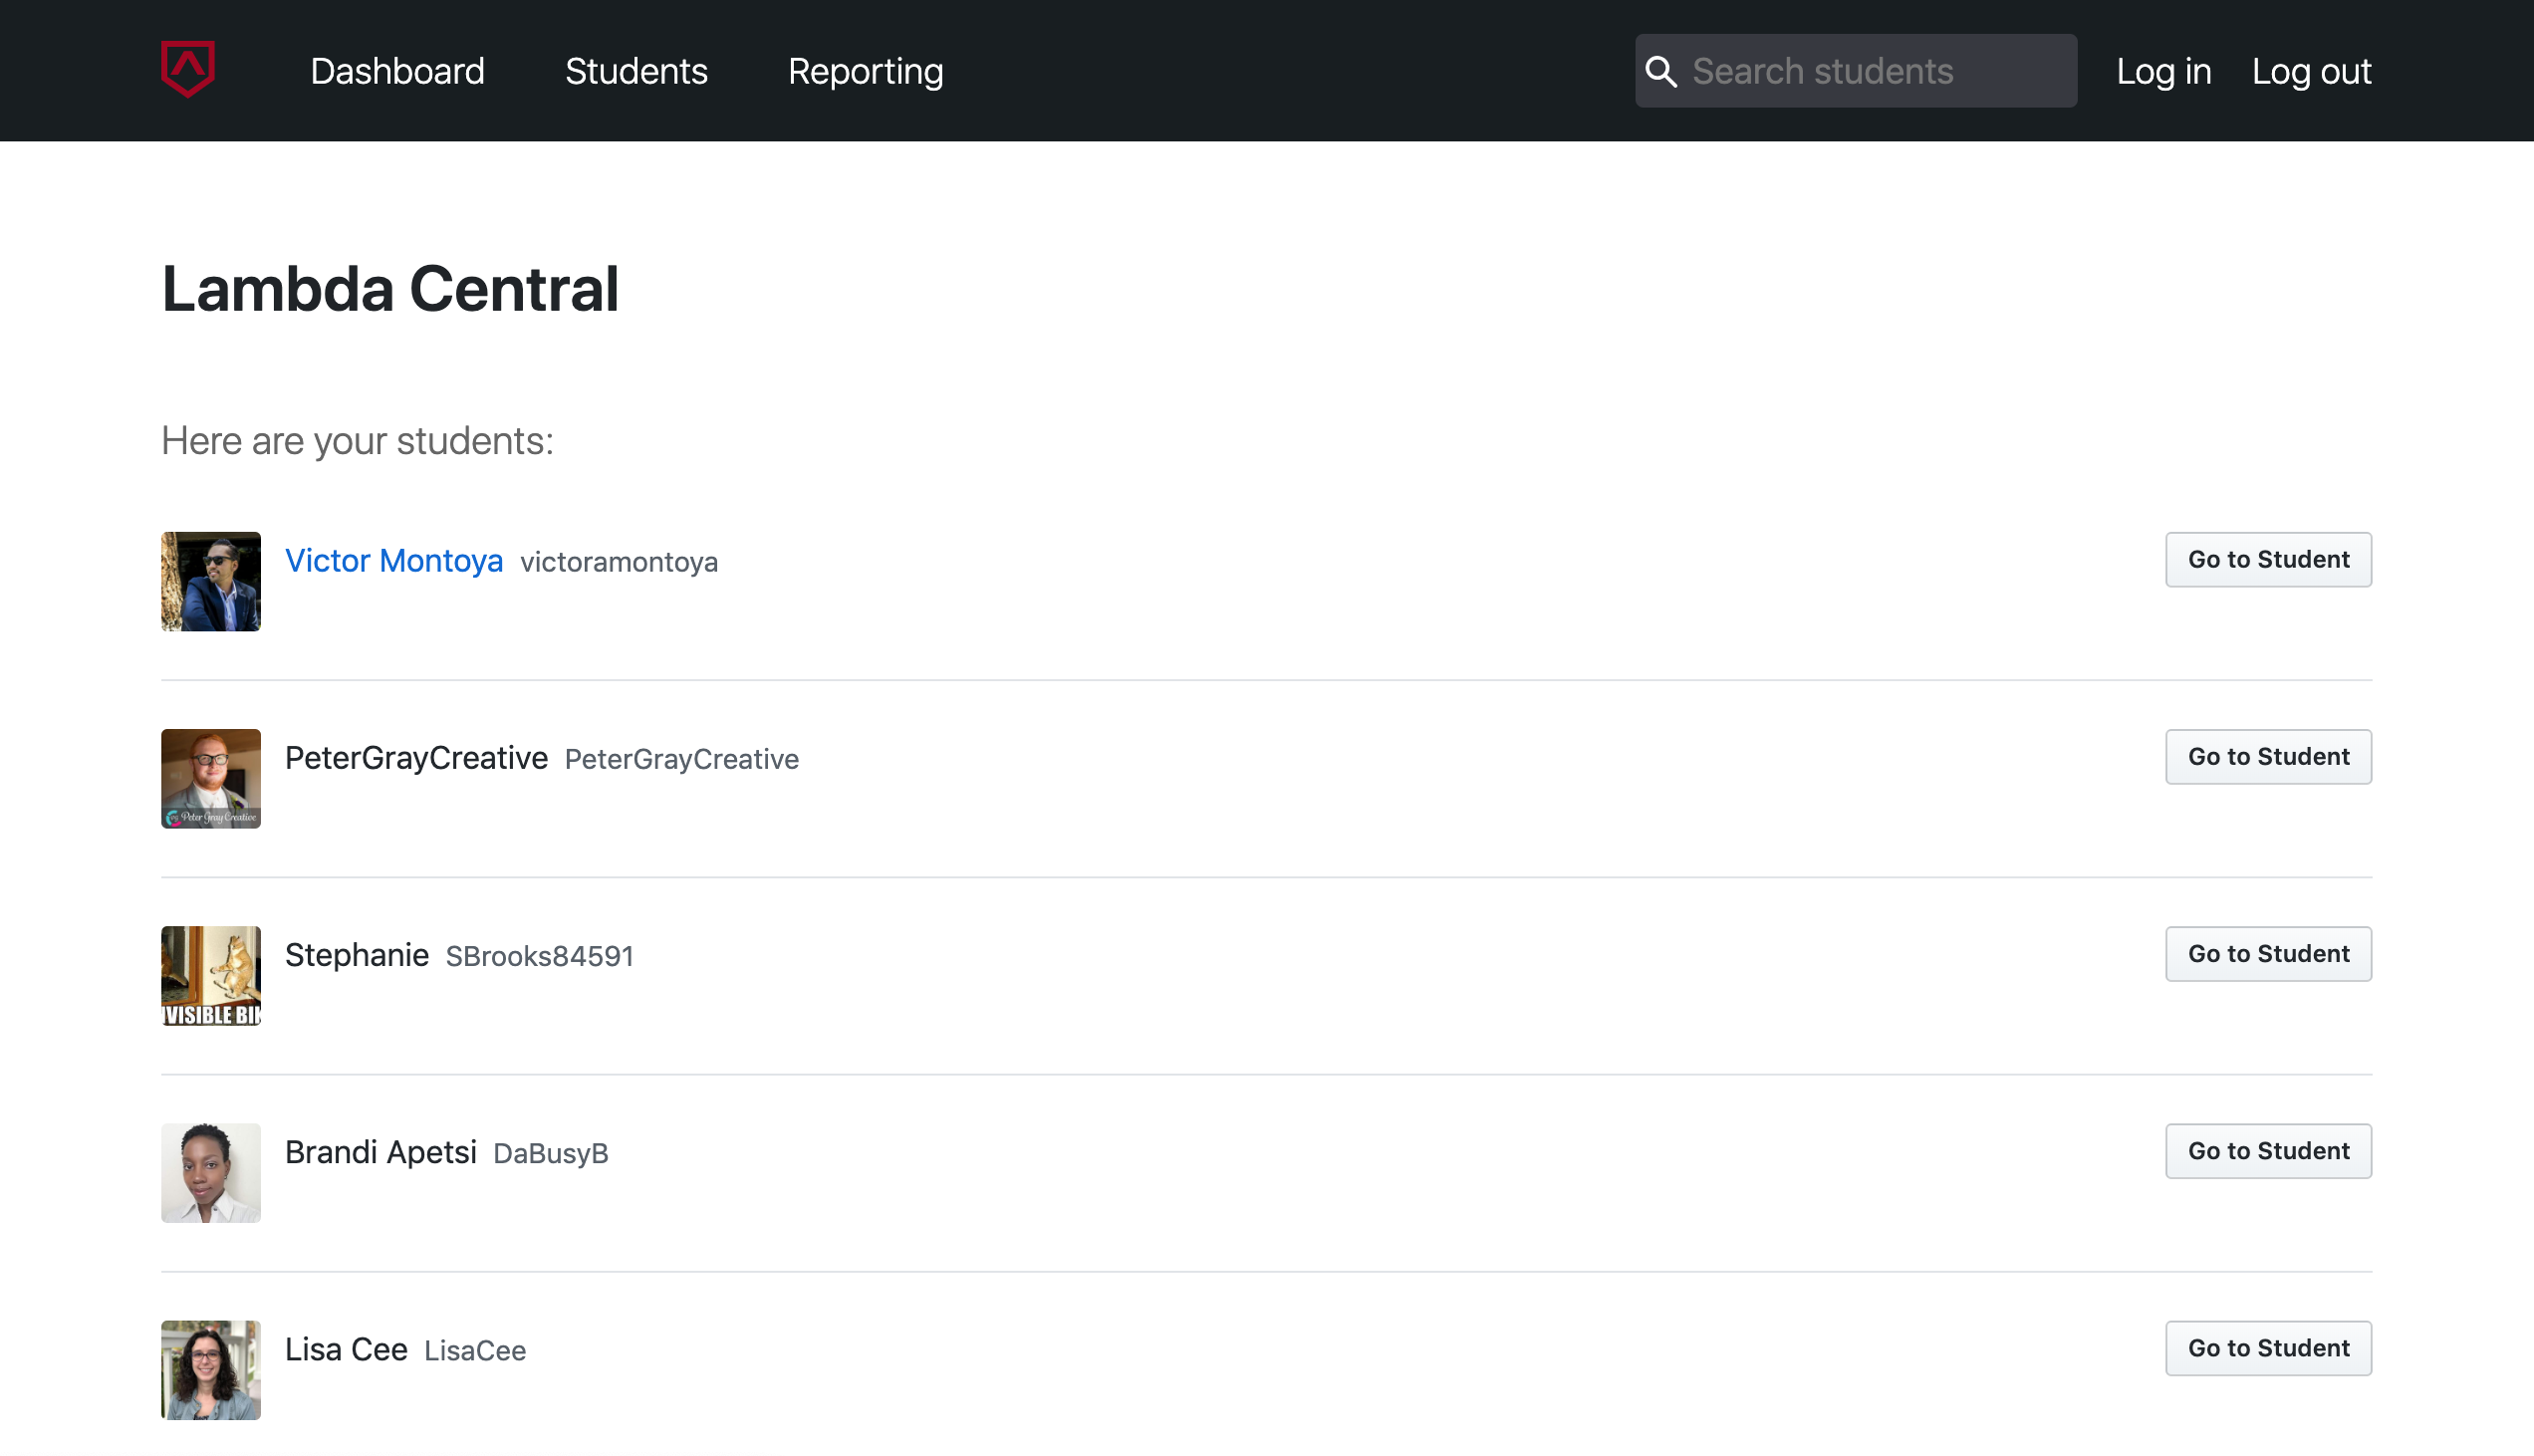 Dashboard Students Reporting Search students Log in Log out
Lambda Central
Here are your students:
Victor Montoya victoramontoya Go to Student
PeterGrayCreative PeterGrayCreative Go to Student
Peter Gray Creative
Stephanie SBrooks84591 Go to Student
VISIBLE BI
Brandi Apetsi DaBusyB Go to Student
Lisa Cee LisaCee Go to Student